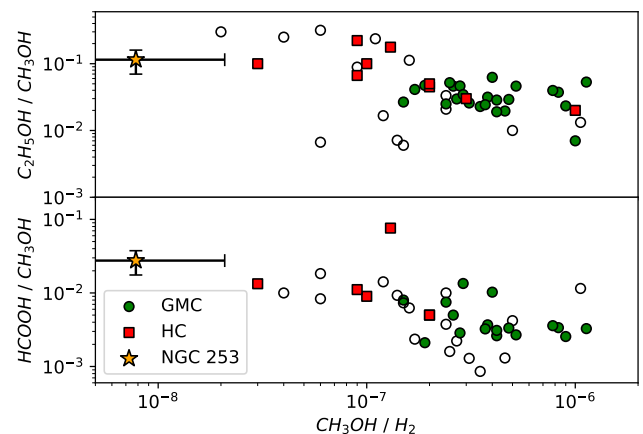 C₂H₅OH / CH₃OH
10⁻¹
10⁻²
10⁻³
HCOOH / CH₃OH
10⁻¹
10⁻²
10⁻³
GMC
HC
NGC 253
10⁻⁸ 10⁻⁷ 10⁻⁶
CH₃OH / H₂